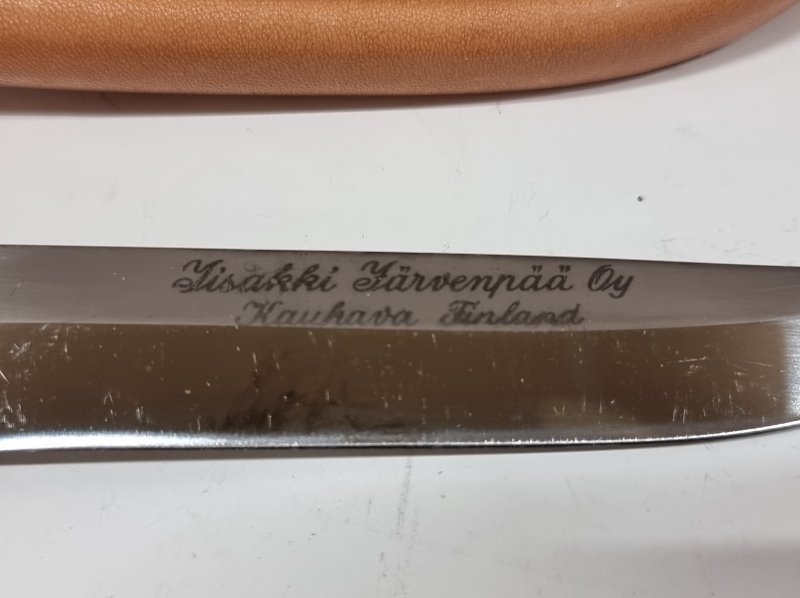 Iisakki Järvenpää Oy
Kauhava Finland